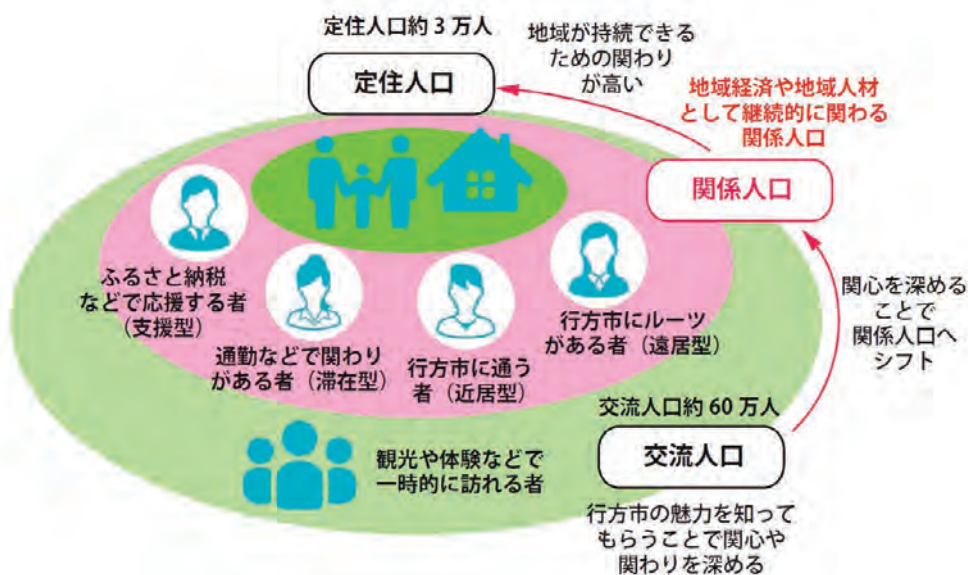 定住人口約3万人
定住人口
地域が持続できる
ための関わり
が高い
地域経済や地域人材
として継続的に関わる
関係人口
関係人口
ふるさと納税
などで応援する者
（支援型）
通勤などで関わり
がある者（滞在型）
行方市に通う
者（近居型）
行方市にルーツ
がある者（遠居型）
関心を深める
ことで
関係人口へ
シフト
交流人口約60万人
交流人口
観光や体験などで
一時的に訪れる者
行方市の魅力を知って
もらうことで関心や
関わりを深める